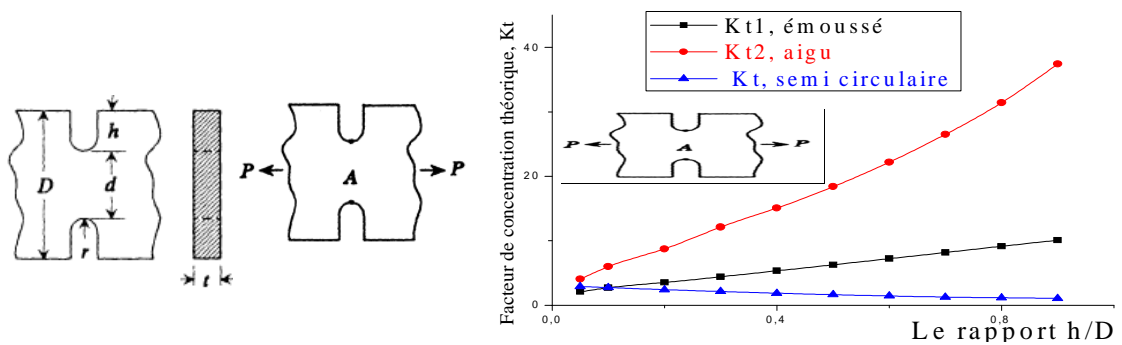 h
D
d
r
t
P
A
P
Facteur de concentration théorique, Kt
40
20
0
Kt1, émoussé
Kt2, aigu
Kt, semi circulaire
P
A
P
0,0
0,4
0,8
Le rapport h/D